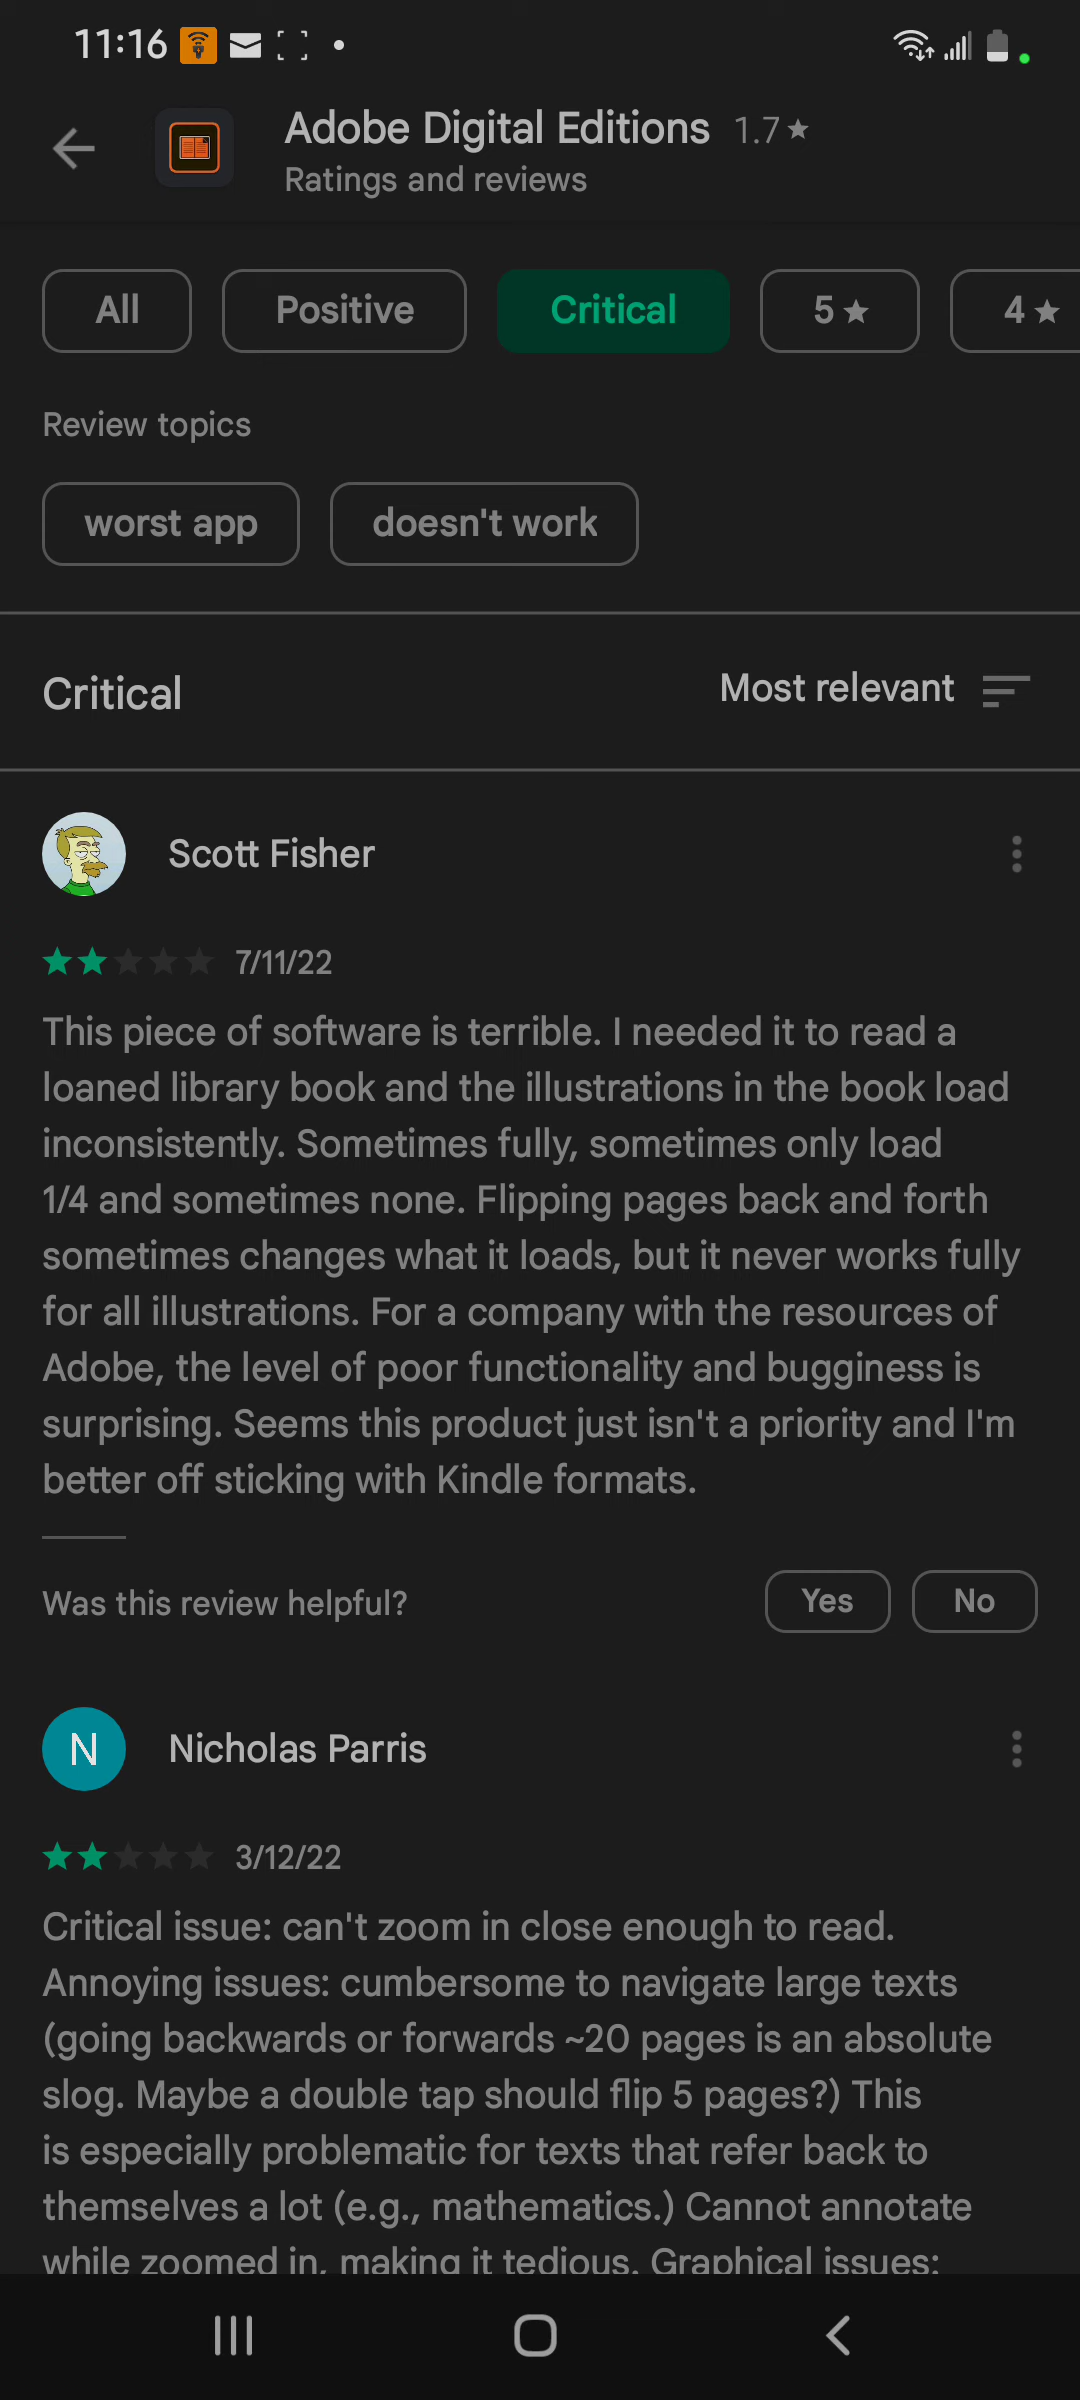 11:16
Adobe Digital Editions 1.7★
Ratings and reviews
All
Positive
Critical
5★
4★
Review topics
worst app
doesn't work
Critical
Most relevant
Scott Fisher
7/11/22
This piece of software is terrible. I needed it to read a
loaned library book and the illustrations in the book load
inconsistently. Sometimes fully, sometimes only load
1/4 and sometimes none. Flipping pages back and forth
sometimes changes what it loads, but it never works fully
for all illustrations. For a company with the resources of
Adobe, the level of poor functionality and bugginess is
surprising. Seems this product just isn't a priority and I'm
better off sticking with Kindle formats.
Was this review helpful?
Yes
No
N
Nicholas Parris
3/12/22
Critical issue: can't zoom in close enough to read.
Annoying issues: cumbersome to navigate large texts
(going backwards or forwards ~20 pages is an absolute
slog. Maybe a double tap should flip 5 pages?) This
is especially problematic for texts that refer back to
themselves a lot (e.g., mathematics.) Cannot annotate
while zoomed in, making it tedious. Graphical issues: